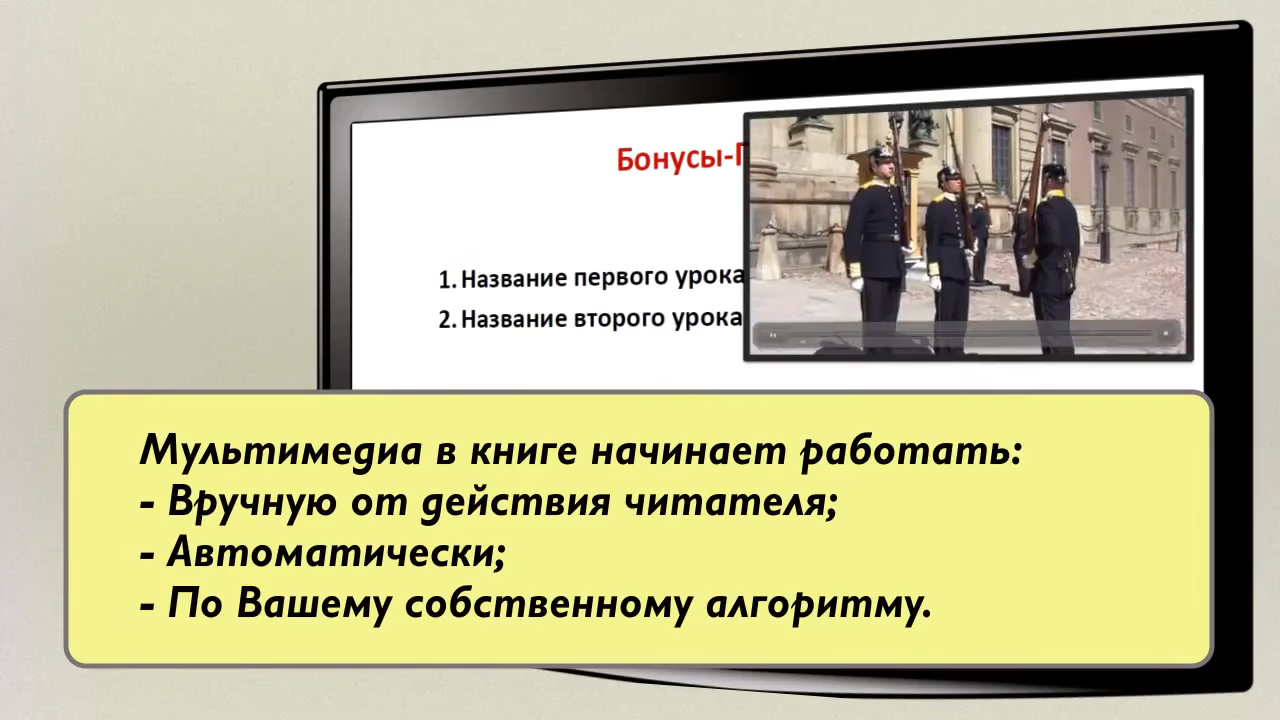 Бонусы-
1. Название первого урока
2. Название второго урока
Мультимедиа в книге начинает работать:
- Вручную от действия читателя;
- Автоматически;
- По Вашему собственному алгоритму.